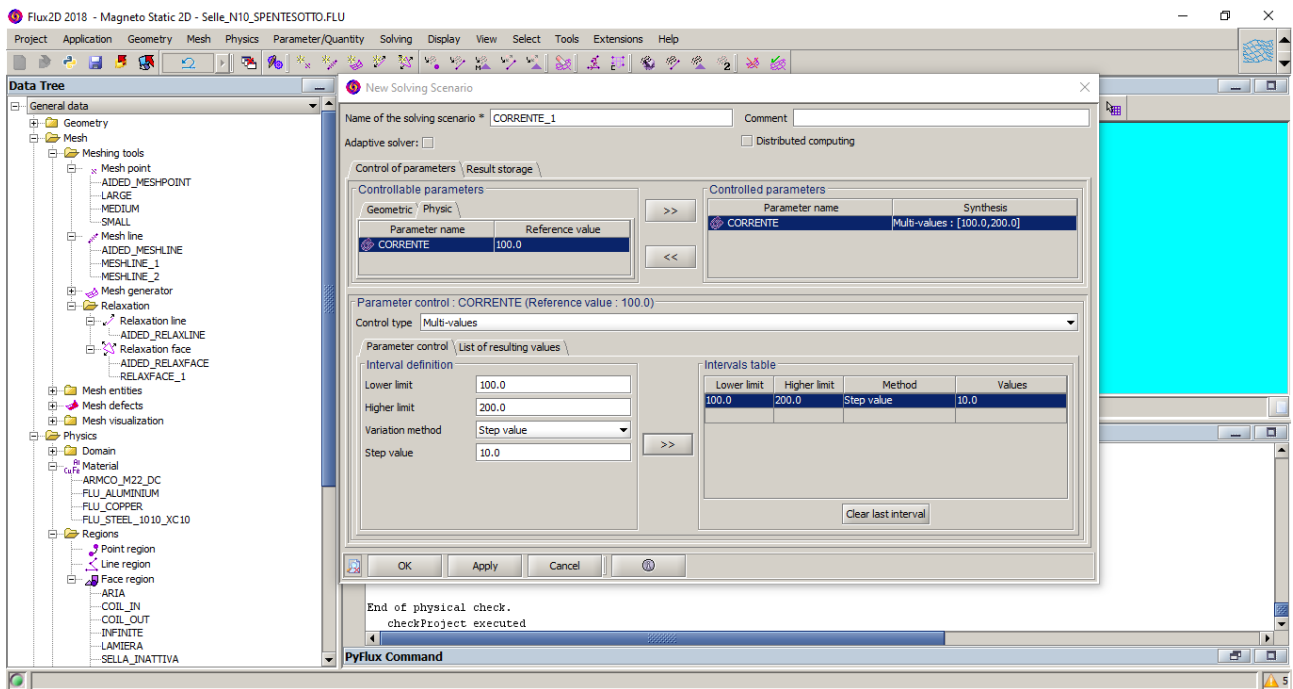 Flux2D 2018 - Magneto Static 2D - Selle_N10_SPENTESOTTO.FLU
Project Application Geometry Mesh Physics Parameter/Quantity Solving Display View Select Tools Extensions Help
Data Tree
General data
Geometry
Mesh
Meshing tools
Mesh point
AIDED_MESHPOINT
LARGE
MEDIUM
SMALL
Mesh line
AIDED_MESHLINE
MESHLINE_1
MESHLINE_2
Mesh generator
Relaxation
Relaxation line
AIDED_RELAXLINE
Relaxation face
AIDED_RELAXFACE
RELAXFACE_1
Mesh entities
Mesh defects
Mesh visualization
Physics
Domain
Material
ARMCO_M22_DC
FLU_ALUMINIUM
FLU_COPPER
FLU_STEEL_1010_XC10
Regions
Point region
Line region
Face region
ARIA
COIL_IN
COIL_OUT
INFINITE
LAMIERA
SELLA_INATTIVA
New Solving Scenario
Name of the solving scenario * CORRENTE_1 Comment
Adaptive solver: Distributed computing
Control of parameters Result storage
Controllable parameters
Geometric Physic
Parameter name Reference value
CORRENTE 100.0
>>
<<
Controlled parameters
Parameter name Synthesis
CORRENTE Multi-values : [100.0,200.0]
Parameter control : CORRENTE (Reference value : 100.0)
Control type Multi-values
Parameter control List of resulting values
Interval definition
Lower limit 100.0
Higher limit 200.0
Variation method Step value
Step value 10.0
>>
Intervals table
Lower limit Higher limit Method Values
100.0 200.0 Step value 10.0
Clear last interval
OK Apply Cancel
End of physical check.
checkProject executed
PyFlux Command
5